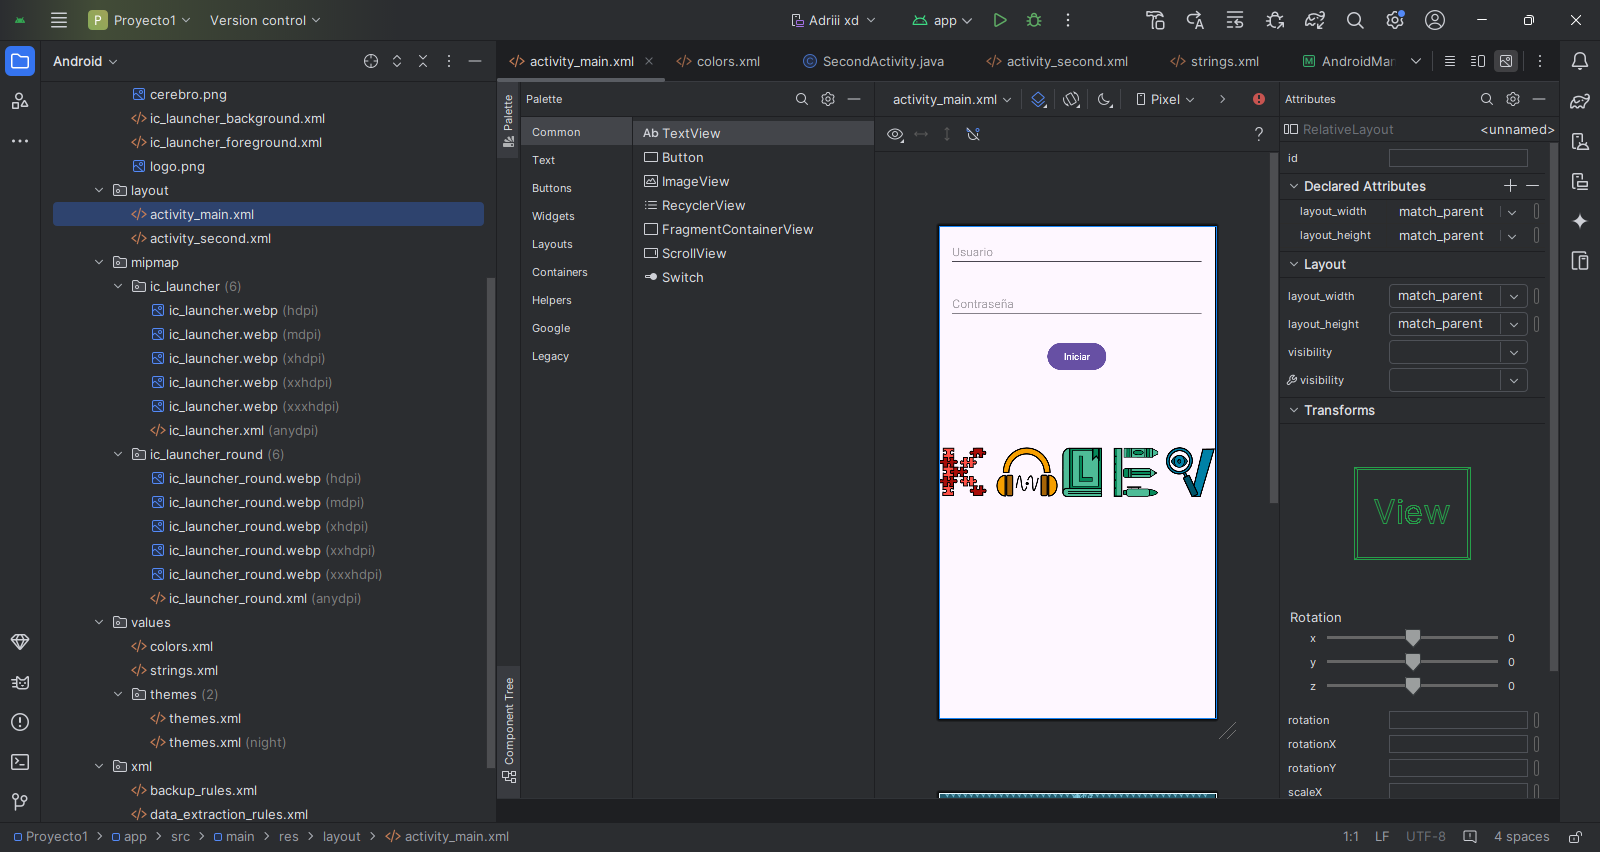 P Proyecto1
Version control
Adriii xd
app
Android
activity_main.xml
colors.xml
SecondActivity.java
activity_second.xml
strings.xml
AndroidMan
cerebro.png
ic_launcher_background.xml
ic_launcher_foreground.xml
logo.png
layout
activity_main.xml
activity_second.xml
mipmap
ic_launcher (6)
ic_launcher.webp (hdpi)
ic_launcher.webp (mdpi)
ic_launcher.webp (xhdpi)
ic_launcher.webp (xxhdpi)
ic_launcher.webp (xxxhdpi)
ic_launcher.xml (anydpi)
ic_launcher_round (6)
ic_launcher_round.webp (hdpi)
ic_launcher_round.webp (mdpi)
ic_launcher_round.webp (xhdpi)
ic_launcher_round.webp (xxhdpi)
ic_launcher_round.webp (xxxhdpi)
ic_launcher_round.xml (anydpi)
values
colors.xml
strings.xml
themes (2)
themes.xml
themes.xml (night)
xml
backup_rules.xml
data_extraction_rules.xml
Palette
Component Tree
Palette
Common
Text
Buttons
Widgets
Layouts
Containers
Helpers
Google
Legacy
Ab TextView
Button
ImageView
RecyclerView
FragmentContainerView
ScrollView
Switch
activity_main.xml
Pixel
?
Usuario
Contraseña
Iniciar
K L E V
Attributes
RelativeLayout
<unnamed>
id
Declared Attributes
layout_width match_parent
layout_height match_parent
Layout
layout_width match_parent
layout_height match_parent
visibility
visibility
Transforms
View
Rotation
x 0
y 0
z 0
rotation
rotationX
rotationY
scaleX
Proyecto1 > app > src > main > res > layout > activity_main.xml
1:1 LF UTF-8 4 spaces